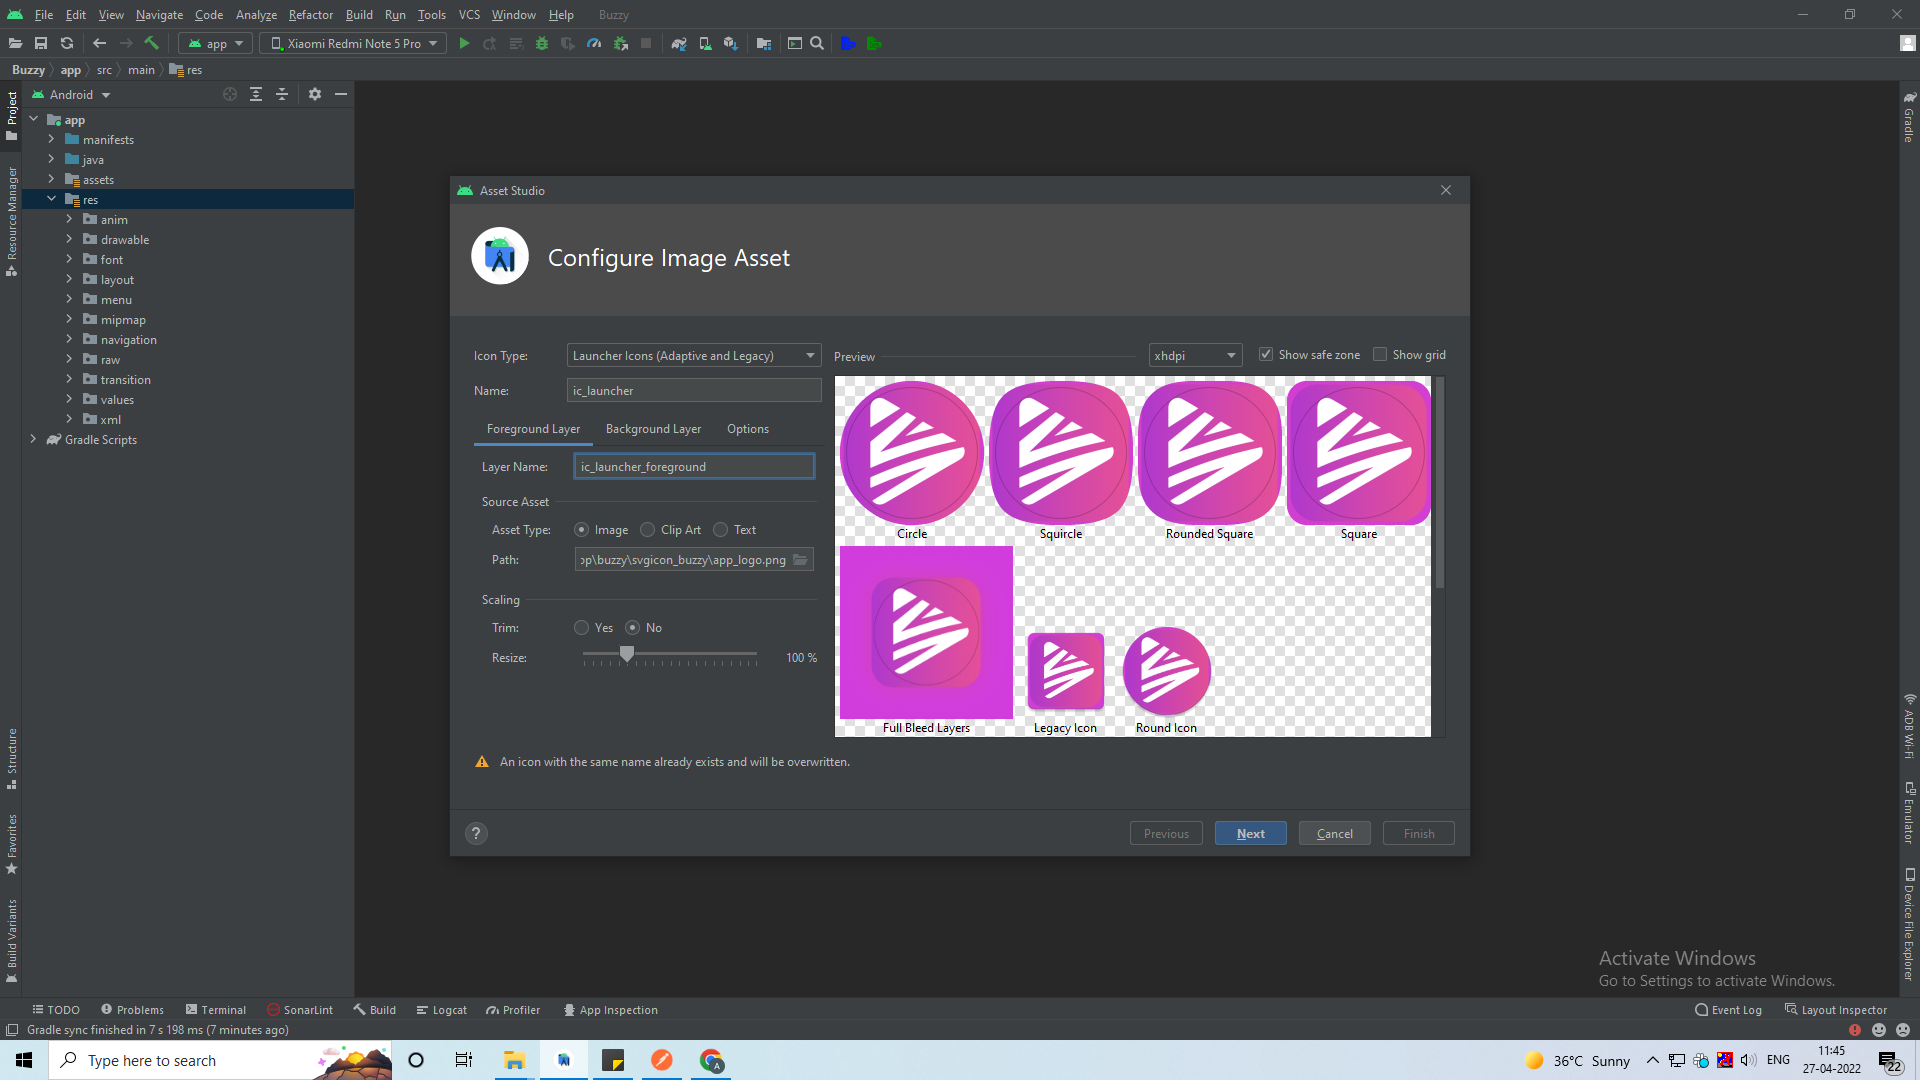 File Edit View Navigate Code Analyze Refactor Build Run Tools VCS Window Help Buzzy
app Xiaomi Redmi Note 5 Pro
Buzzy app src main res
Project
Resource Manager
Structure
Favorites
Build Variants
Android
app
manifests
java
assets
res
anim
drawable
font
layout
menu
mipmap
navigation
raw
transition
values
xml
Gradle Scripts
Asset Studio
Configure Image Asset
Icon Type: Launcher Icons (Adaptive and Legacy)
Name: ic_launcher
Foreground Layer Background Layer Options
Layer Name: ic_launcher_foreground
Source Asset
Asset Type: Image Clip Art Text
Path: op\buzzy\svgicon_buzzy\app_logo.png
Scaling
Trim: Yes No
Resize: 100 %
Preview xhdpi Show safe zone Show grid
Circle Squircle Rounded Square Square
Full Bleed Layers Legacy Icon Round Icon
An icon with the same name already exists and will be overwritten.
? Previous Next Cancel Finish
Gradle
ADB Wi-Fi
Emulator
Device File Explorer
Activate Windows
Go to Settings to activate Windows.
TODO Problems Terminal SonarLint Build Logcat Profiler App Inspection Event Log Layout Inspector
Gradle sync finished in 7 s 198 ms (7 minutes ago)
Type here to search
36°C Sunny ENG
11:45
27-04-2022
22